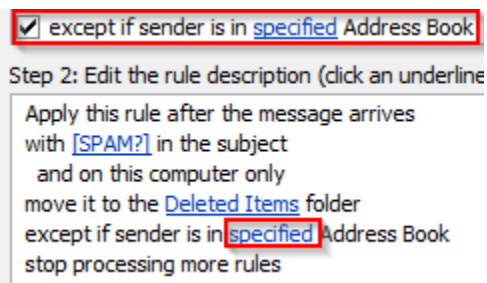 except if sender is in specified Address Book
Step 2: Edit the rule description (click an underline
Apply this rule after the message arrives
with [SPAM?] in the subject
and on this computer only
move it to the Deleted Items folder
except if sender is in specified Address Book
stop processing more rules